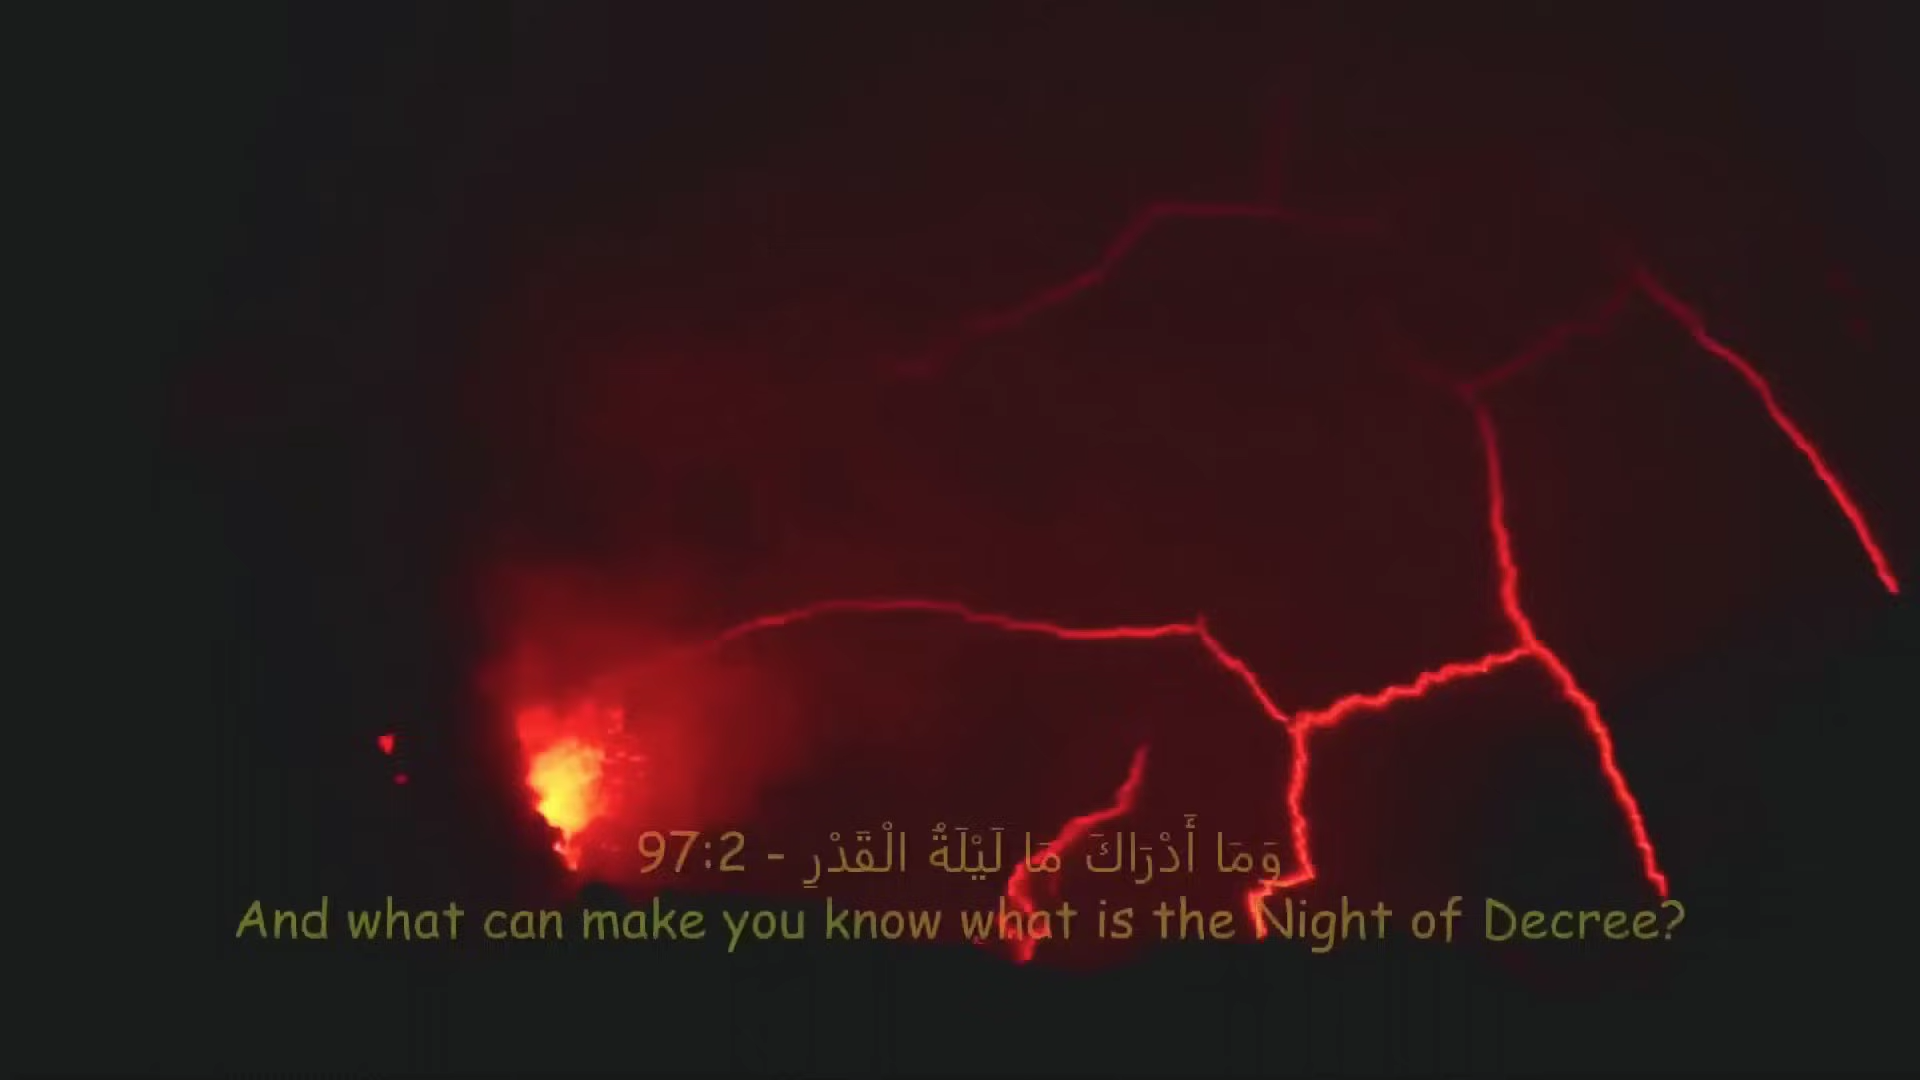 وَمَا أَدْرَاكَ مَا لَيْلَةُ الْقَدْرِ - 97:2
And what can make you know what is the Night of Decree?